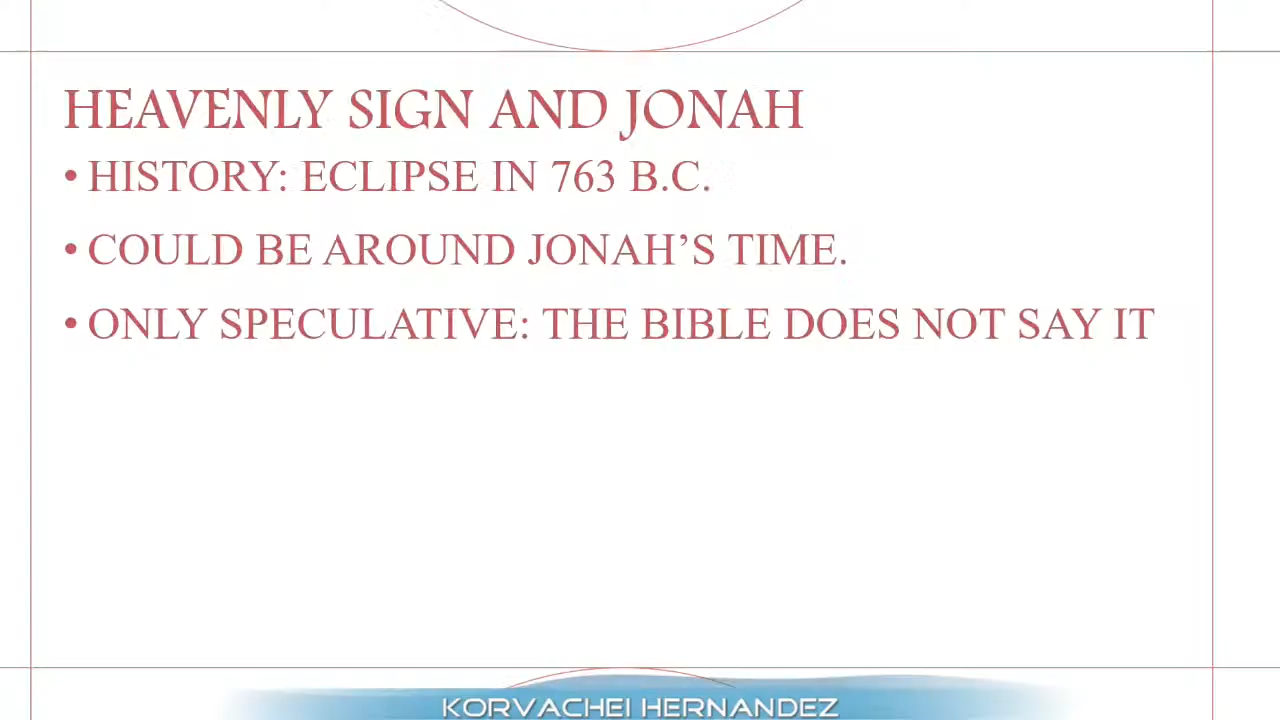 HEAVENLY SIGN AND JONAH
• HISTORY: ECLIPSE IN 763 B.C.
• COULD BE AROUND JONAH’S TIME.
• ONLY SPECULATIVE: THE BIBLE DOES NOT SAY IT
KORVACHEI HERNANDEZ